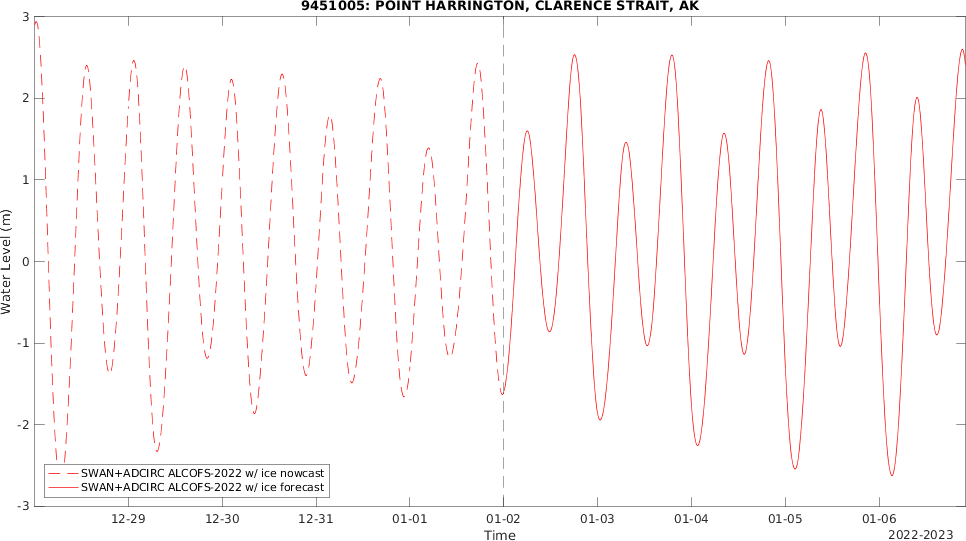 9451005: POINT HARRINGTON, CLARENCE STRAIT, AK
3
2
1
0
-1
-2
-3
Water Level (m)
SWAN+ADCIRC ALCOFS-2022 w/ ice nowcast
SWAN+ADCIRC ALCOFS-2022 w/ ice forecast
12-29 12-30 12-31 01-01 01-02 01-03 01-04 01-05 01-06
Time
2022-2023